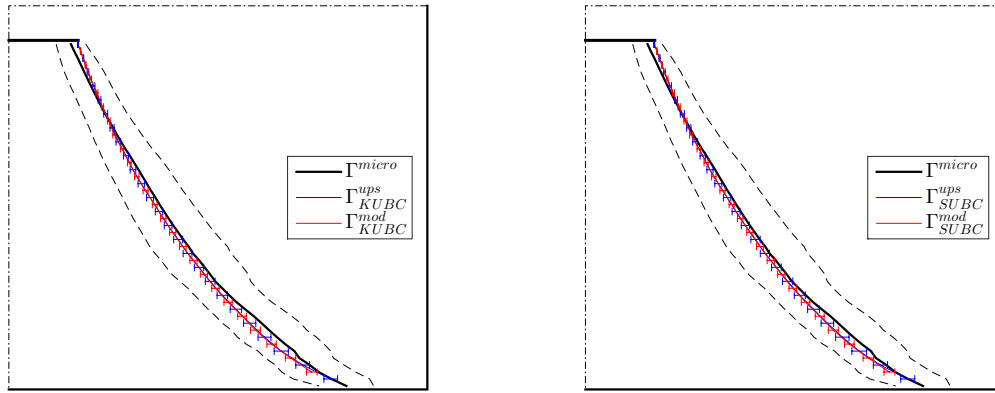 Γ^{micro}
Γ^{ups}_{KUBC}
Γ^{mod}_{KUBC}
Γ^{micro}
Γ^{ups}_{SUBC}
Γ^{mod}_{SUBC}